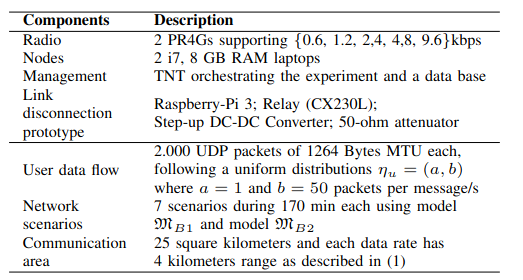 Components Description
Radio 2 PR4Gs supporting {0.6, 1.2, 2,4, 4,8, 9.6}kbps
Nodes 2 i7, 8 GB RAM laptops
Management TNT orchestrating the experiment and a data base
Link
disconnection
prototype
Raspberry-Pi 3; Relay (CX230L);
Step-up DC-DC Converter; 50-ohm attenuator
User data flow
2.000 UDP packets of 1264 Bytes MTU each,
following a uniform distributions ηu = (a, b)
where a = 1 and b = 50 packets per message/s
Network
scenarios
7 scenarios during 170 min each using model
𝔐B1 and model 𝔐B2
Communication
area
25 square kilometers and each data rate has
4 kilometers range as described in (1)